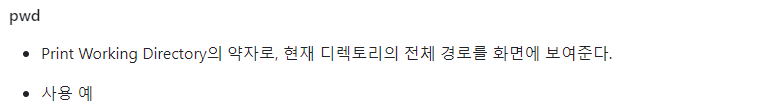 pwd
Print Working Directory의 약자로, 현재 디렉토리의 전체 경로를 화면에 보여준다.
사용 예